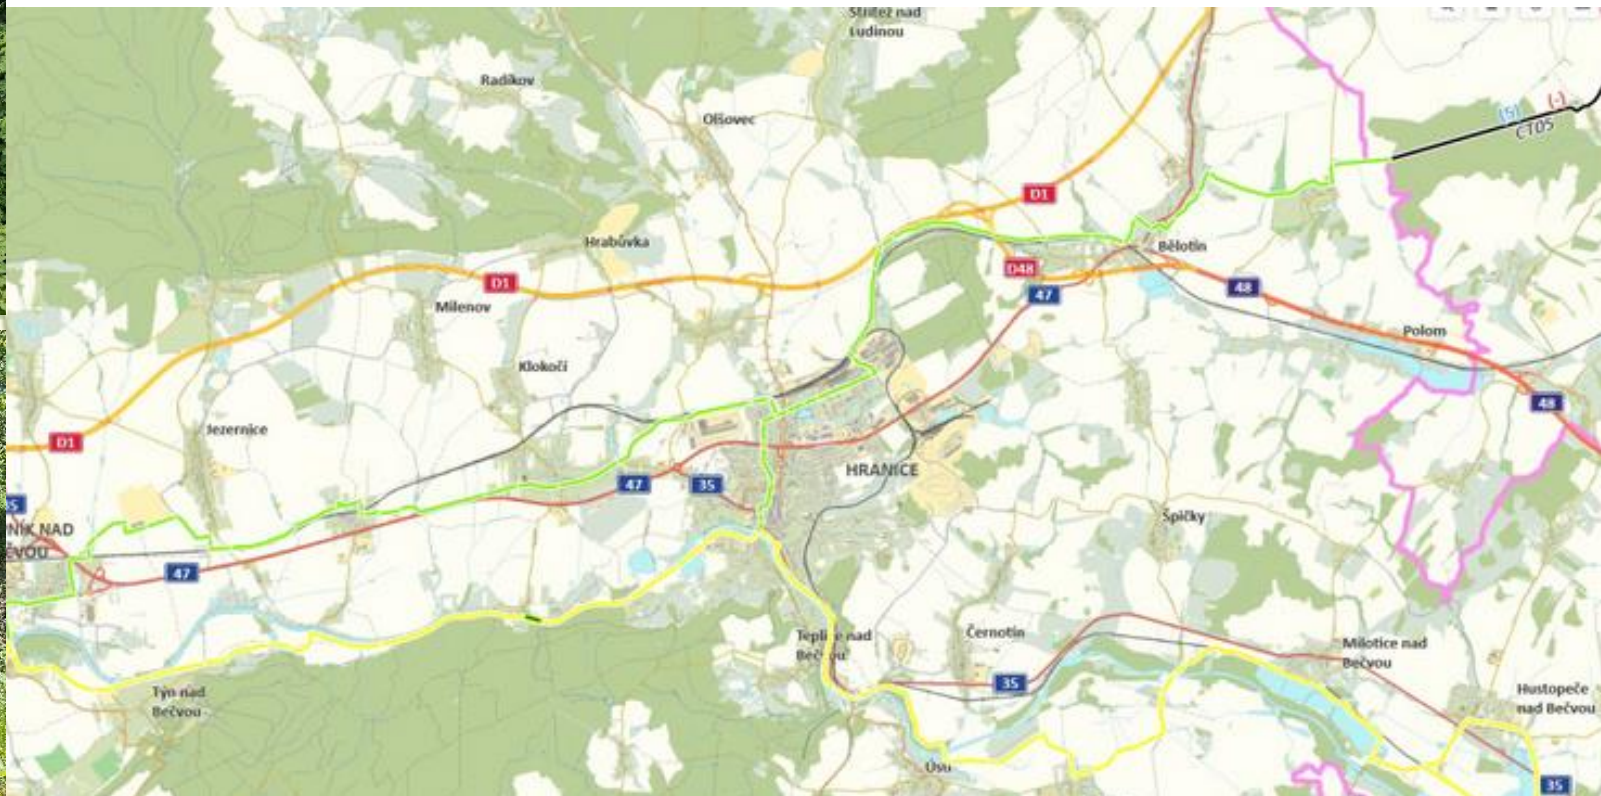 Střítež nad
Ludinou
Radíkov
Olšovec
(5)
(-)
CT05
D1
Hrabůvka
Bělotín
D1
D48
48
47
Milenov
Polom
Klokočí
48
Jezernice
D1
HRANICE
47
35
NÍK NAD
ČVOU
Špičky
47
Teplice nad
Bečvou
Černotín
Milotice nad
Bečvou
35
Týn nad
Bečvou
Hustopeče
nad Bečvou
Ústí
35